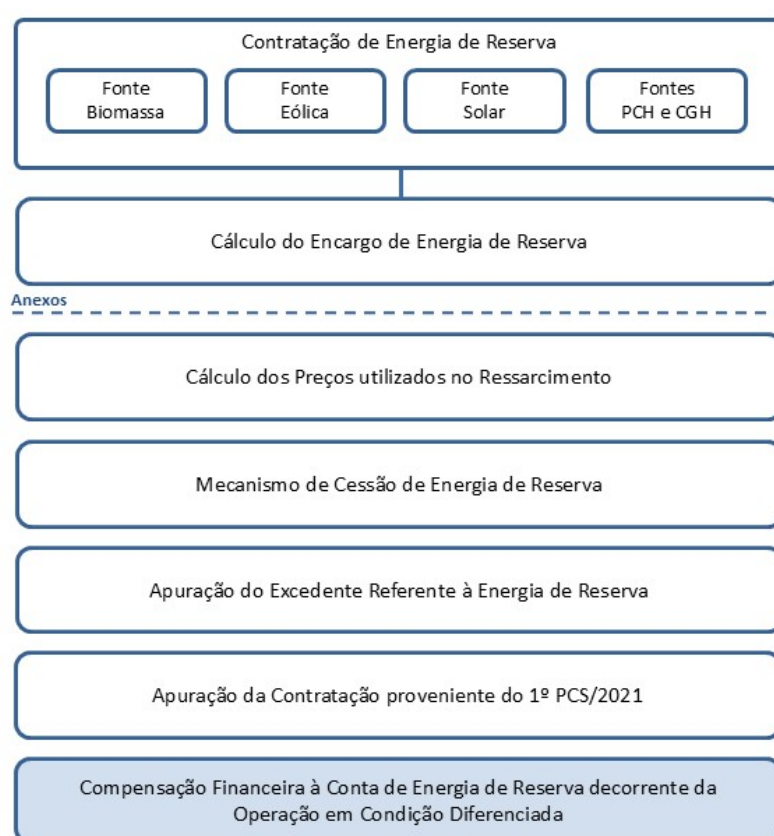 Contratação de Energia de Reserva
Fonte
Biomassa
Fonte
Eólica
Fonte
Solar
Fontes
PCH e CGH
Cálculo do Encargo de Energia de Reserva
Anexos
Cálculo dos Preços utilizados no Ressarcimento
Mecanismo de Cessão de Energia de Reserva
Apuração do Excedente Referente à Energia de Reserva
Apuração da Contratação proveniente do 1º PCS/2021
Compensação Financeira à Conta de Energia de Reserva decorrente da
Operação em Condição Diferenciada